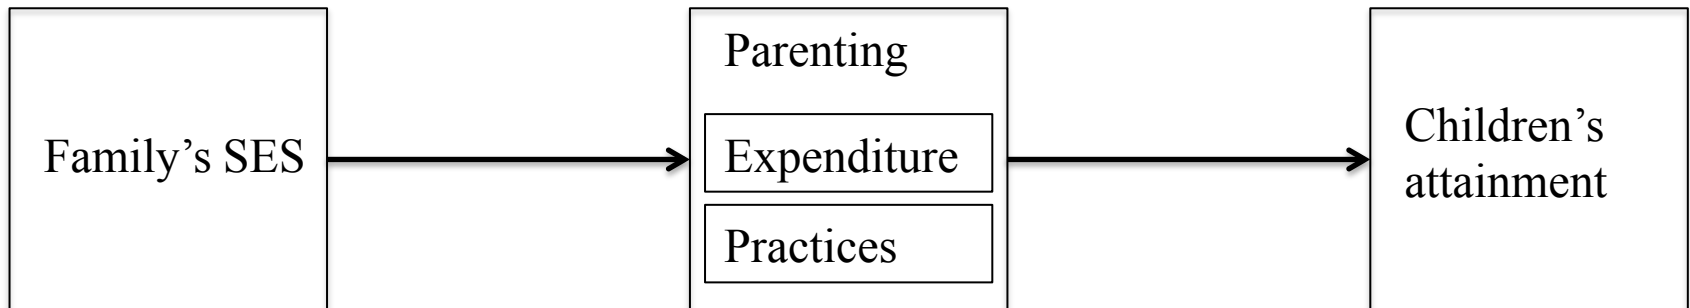 Family’s SES
Parenting
Expenditure
Practices
Children’s
attainment